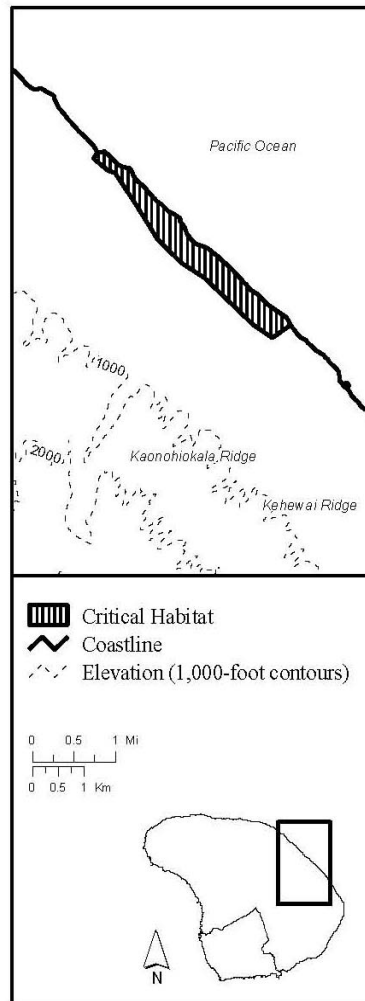 Pacific Ocean
1000
2000
Kaonohiokala Ridge
Kehewai Ridge
Critical Habitat
Coastline
Elevation (1,000-foot contours)
0 0.5 1 Mi
0 0.5 1 Km
N